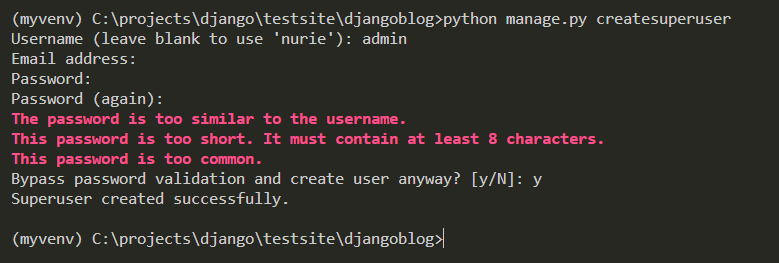 (myvenv) C:\projects\django\testsite\djangoblog>python manage.py createsuperuser
Username (leave blank to use 'nurie'): admin
Email address:
Password:
Password (again):
The password is too similar to the username.
This password is too short. It must contain at least 8 characters.
This password is too common.
Bypass password validation and create user anyway? [y/N]: y
Superuser created successfully.
(myvenv) C:\projects\django\testsite\djangoblog>